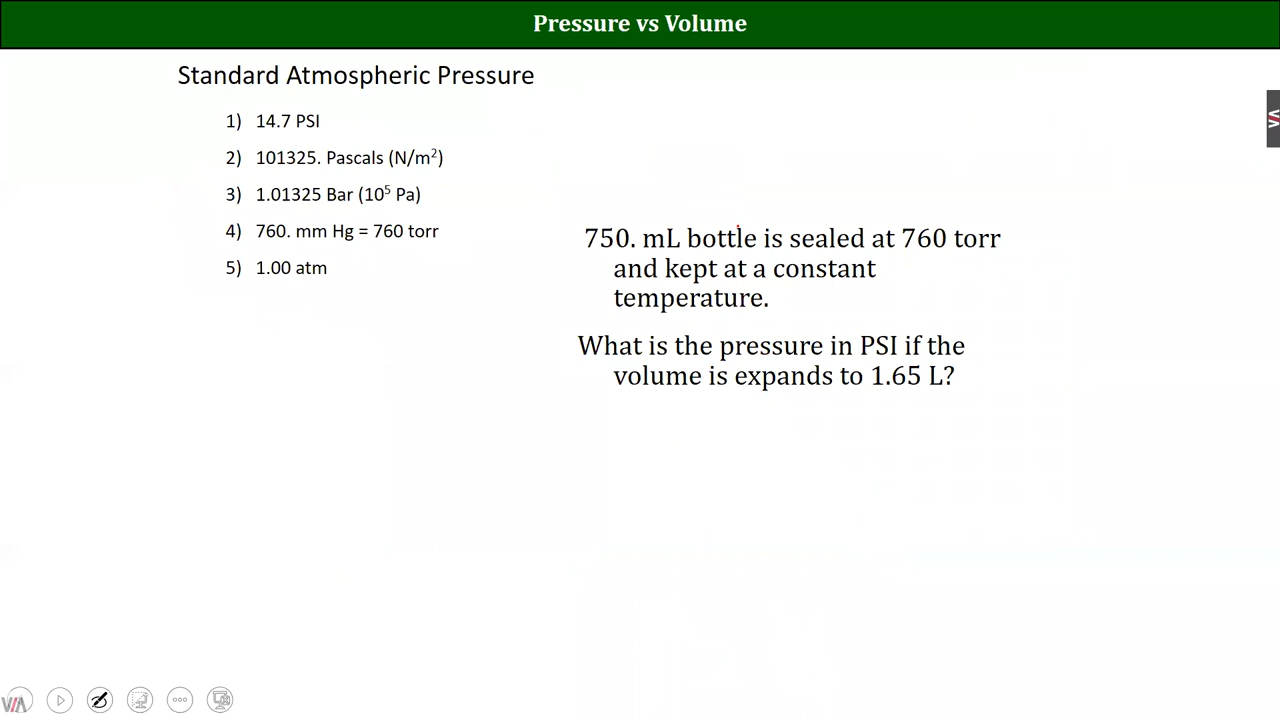 Pressure vs Volume
Standard Atmospheric Pressure
1) 14.7 PSI
2) 101325. Pascals (N/m²)
3) 1.01325 Bar (10⁵ Pa)
4) 760. mm Hg = 760 torr
5) 1.00 atm
750. mL bottle is sealed at 760 torr
and kept at a constant
temperature.
What is the pressure in PSI if the
volume is expands to 1.65 L?